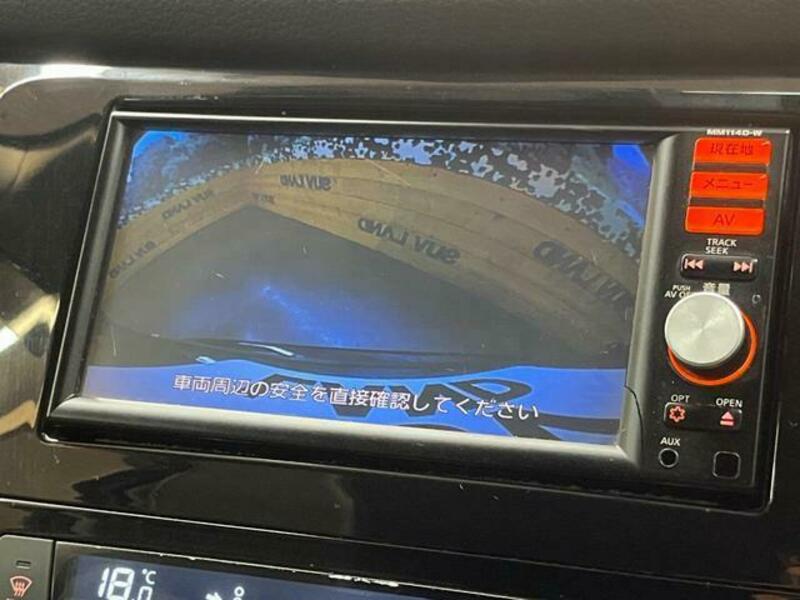 MM114D-W
現在地
メニュー
AV
TRACK
SEEK
音量
PUSH
SUV LAND
SUV LAND
SUV LAND
SUV LAND
SUV LAND
車両周辺の安全を直接確認してください
OPT
OPEN
AUX
18.0
℃